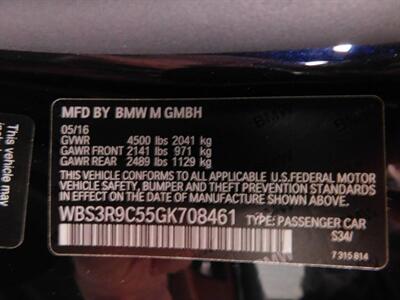 MFD BY BMW M GMBH
05/16
GVWR 4500 lbs 2041 kg
GAWR FRONT 2141 lbs 971 kg
GAWR REAR 2489 lbs 1129 kg
THIS VEHICLE CONFORMS TO ALL APPLICABLE
U.S.FEDERAL MOTOR
VEHICLE SAFETY, BUMPER, AND THEFT PREVENTION STANDARDS
IN EFFECT ON THE DATE OF MANUFACTURE SHOWN ABOVE.
WBS3R9C55GK708461 TYPE: PASSENGER CAR
S34/
7 315 814
This vehicle
may